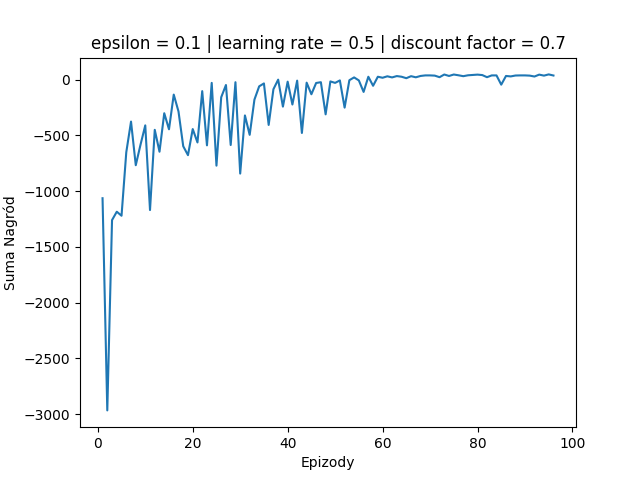 epsilon = 0.1 | learning rate = 0.5 | discount factor = 0.7
0
−500
−1000
−1500
−2000
−2500
−3000
Suma Nagród
0 20 40 60 80 100
Epizody